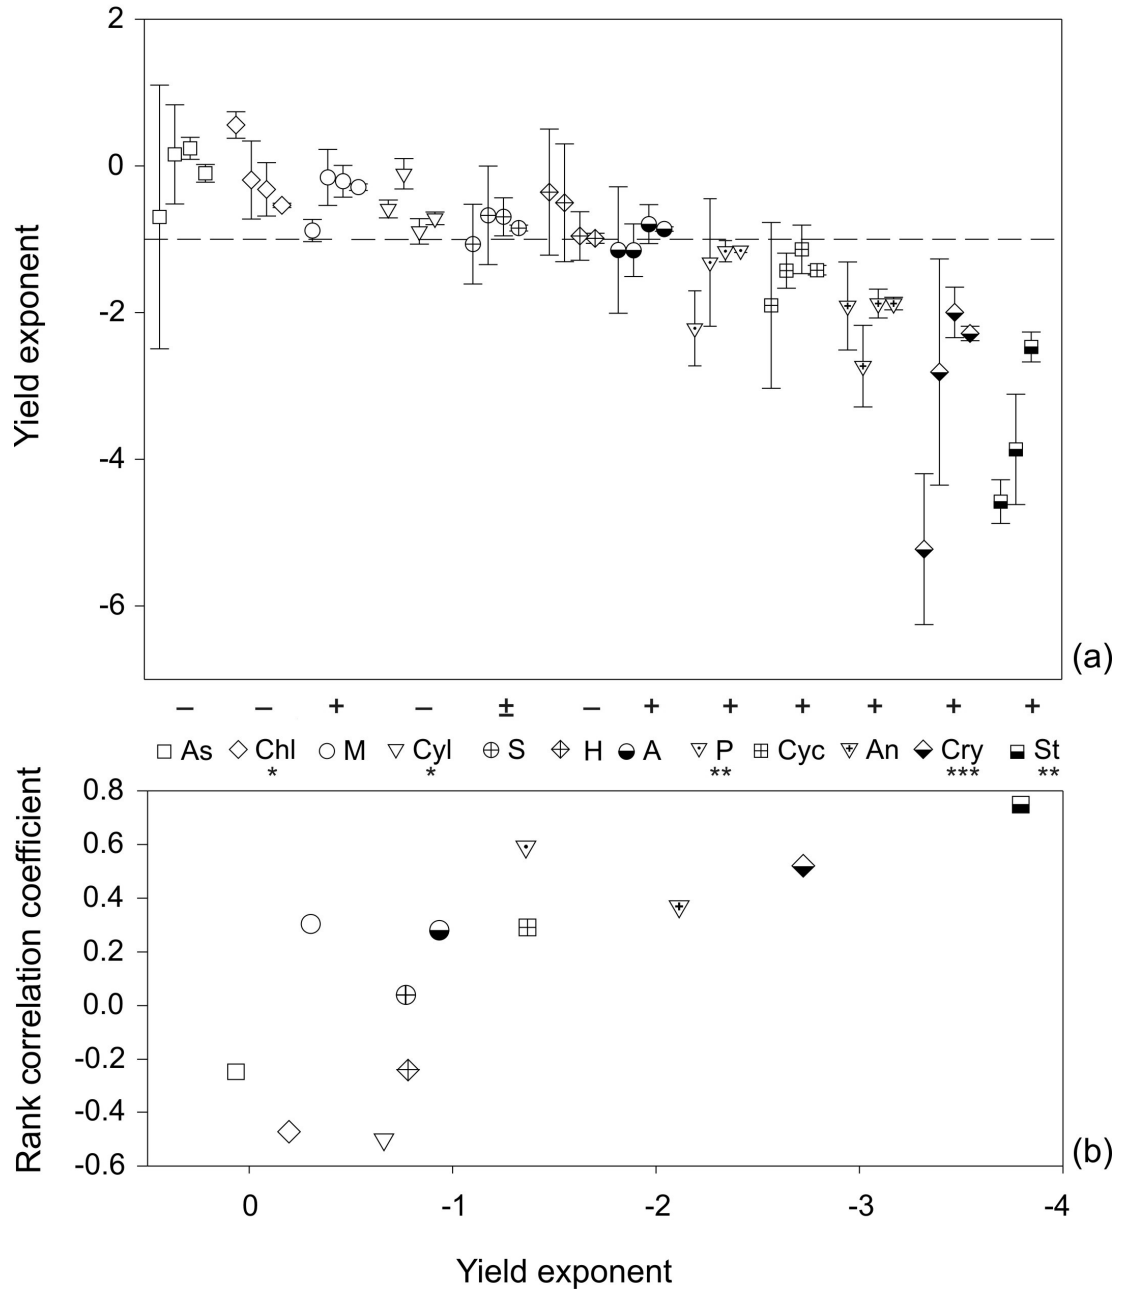 2
0
-2
-4
-6
Yield exponent
(a)
– – + – ± – + + + + + +
As Chl M Cyl S H A P Cyc An Cry St
* * ** *** **
0.8
0.6
0.4
0.2
0.0
-0.2
-0.4
-0.6
Rank correlation coefficient
(b)
0 -1 -2 -3 -4
Yield exponent